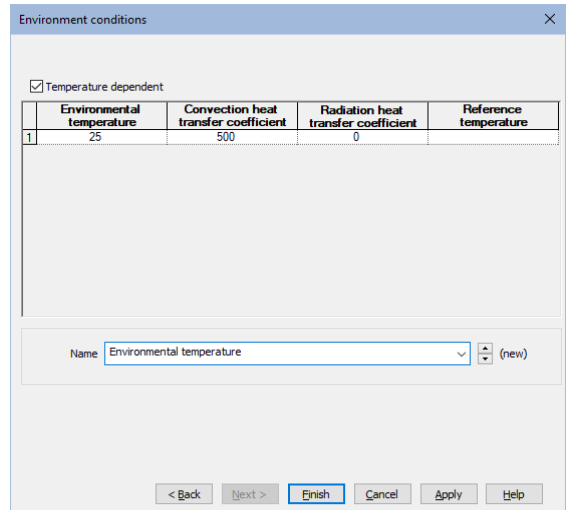 Environment conditions
Temperature dependent
Environmental temperature
Convection heat transfer coefficient
Radiation heat transfer coefficient
Reference temperature
1 25 500 0
Name Environmental temperature (new)
< Back Next > Finish Cancel Apply Help